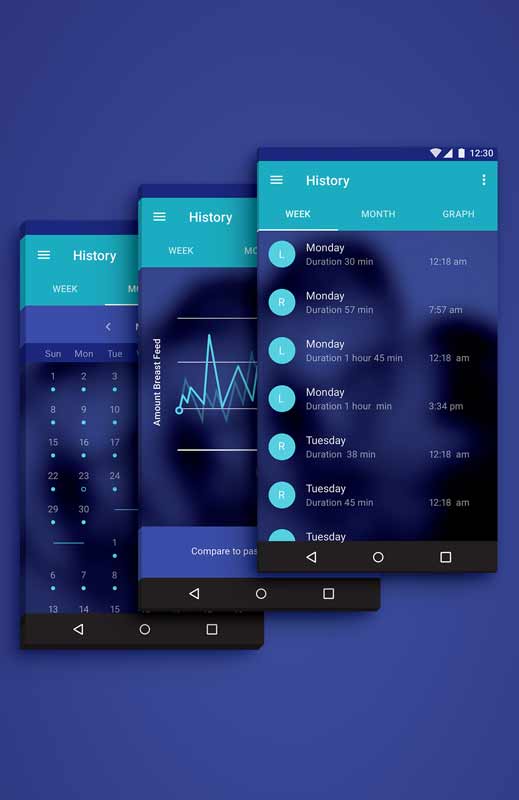 12:30
History
WEEK MONTH GRAPH
L Monday
Duration 30 min 12:18 am
R Monday
Duration 57 min 7:57 am
L Monday
Duration 1 hour 45 min 12:18 am
L Monday
Duration 1 hour min 3:34 pm
R Tuesday
Duration 38 min 12:18 am
R Tuesday
Duration 45 min 12:18 am
L Tuesday
History
WEEK
Amount Breast Feed
Compare to
History
WEEK
Sun Mon Tue
1 2 3
8 9 10
15 16 17
22 23 24
29 30
1
6 7 8
13 14 15